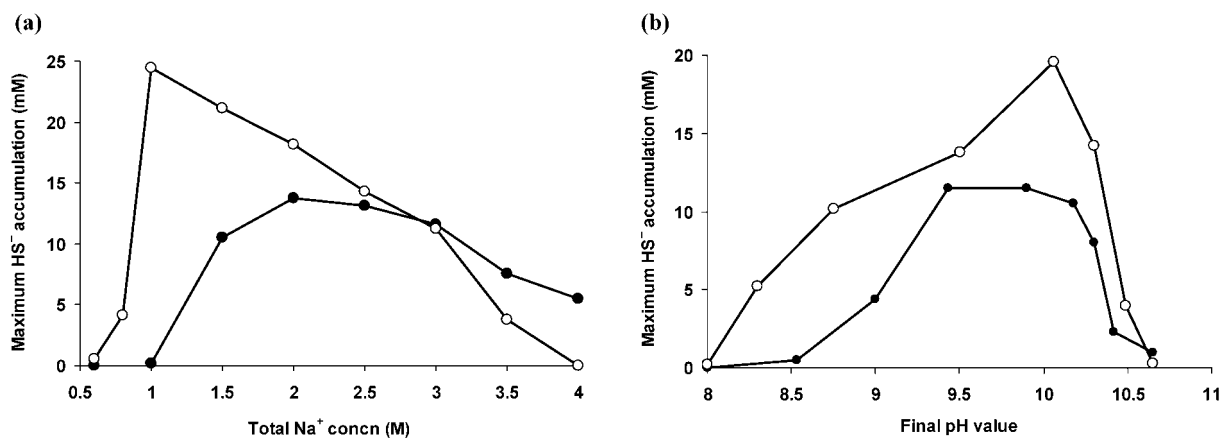 (a)
Maximum HS⁻ accumulation (mM)
30
25
20
15
10
5
0
0.5 1 1.5 2 2.5 3 3.5 4
Total Na⁺ concn (M)
(b)
Maximum HS⁻ accumulation (mM)
20
15
10
5
0
8 8.5 9 9.5 10 10.5 11
Final pH value